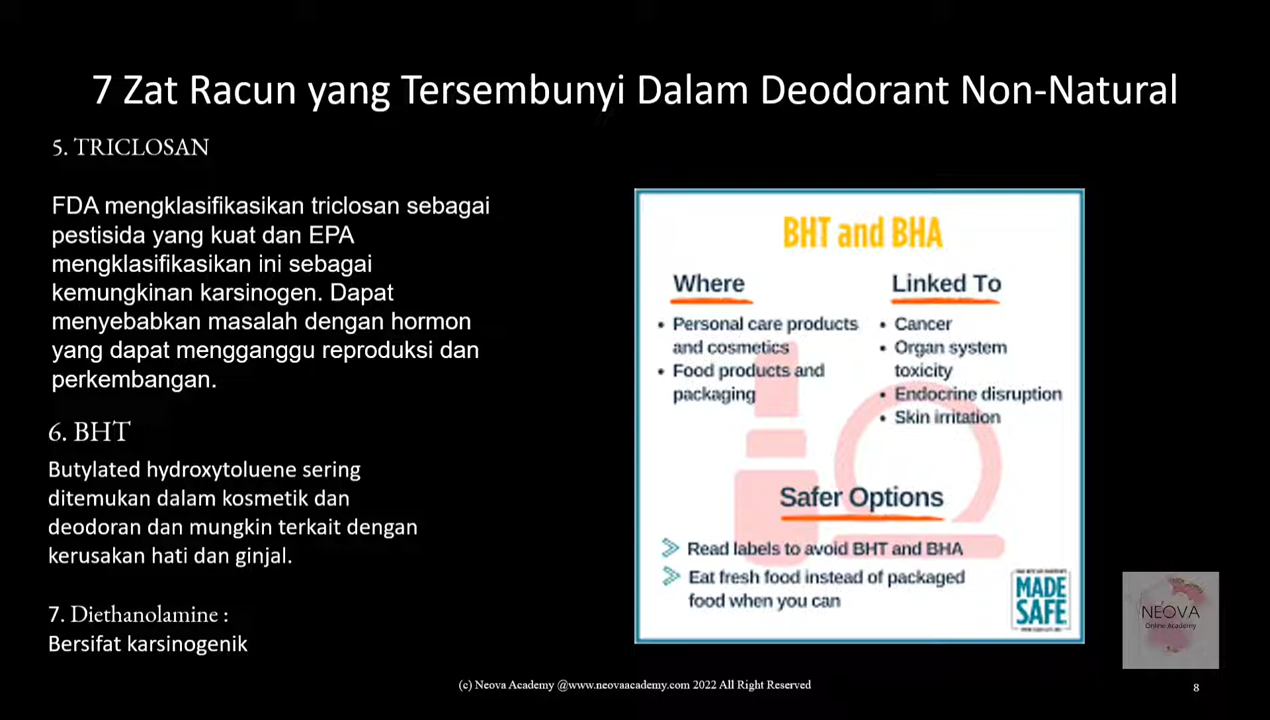 7 Zat Racun yang Tersembunyi Dalam Deodorant Non-Natural
5. TRICLOSAN
FDA mengklasifikasikan triclosan sebagai
pestisida yang kuat dan EPA
mengklasifikasikan ini sebagai
kemungkinan karsinogen. Dapat
menyebabkan masalah dengan hormon
yang dapat mengganggu reproduksi dan
perkembangan.
6. BHT
Butylated hydroxytoluene sering
ditemukan dalam kosmetik dan
deodoran dan mungkin terkait dengan
kerusakan hati dan ginjal.
7. Diethanolamine :
Bersifat karsinogenik
BHT and BHA
Where
• Personal care products
and cosmetics
• Food products and
packaging
Linked To
• Cancer
• Organ system
toxicity
• Endocrine disruption
• Skin irritation
Safer Options
Read labels to avoid BHT and BHA
Eat fresh food instead of packaged
food when you can
MADE
SAFE
NEOVA
Online Academy
(c) Neova Academy @www.neovaacademy.com 2022 All Right Reserved
8